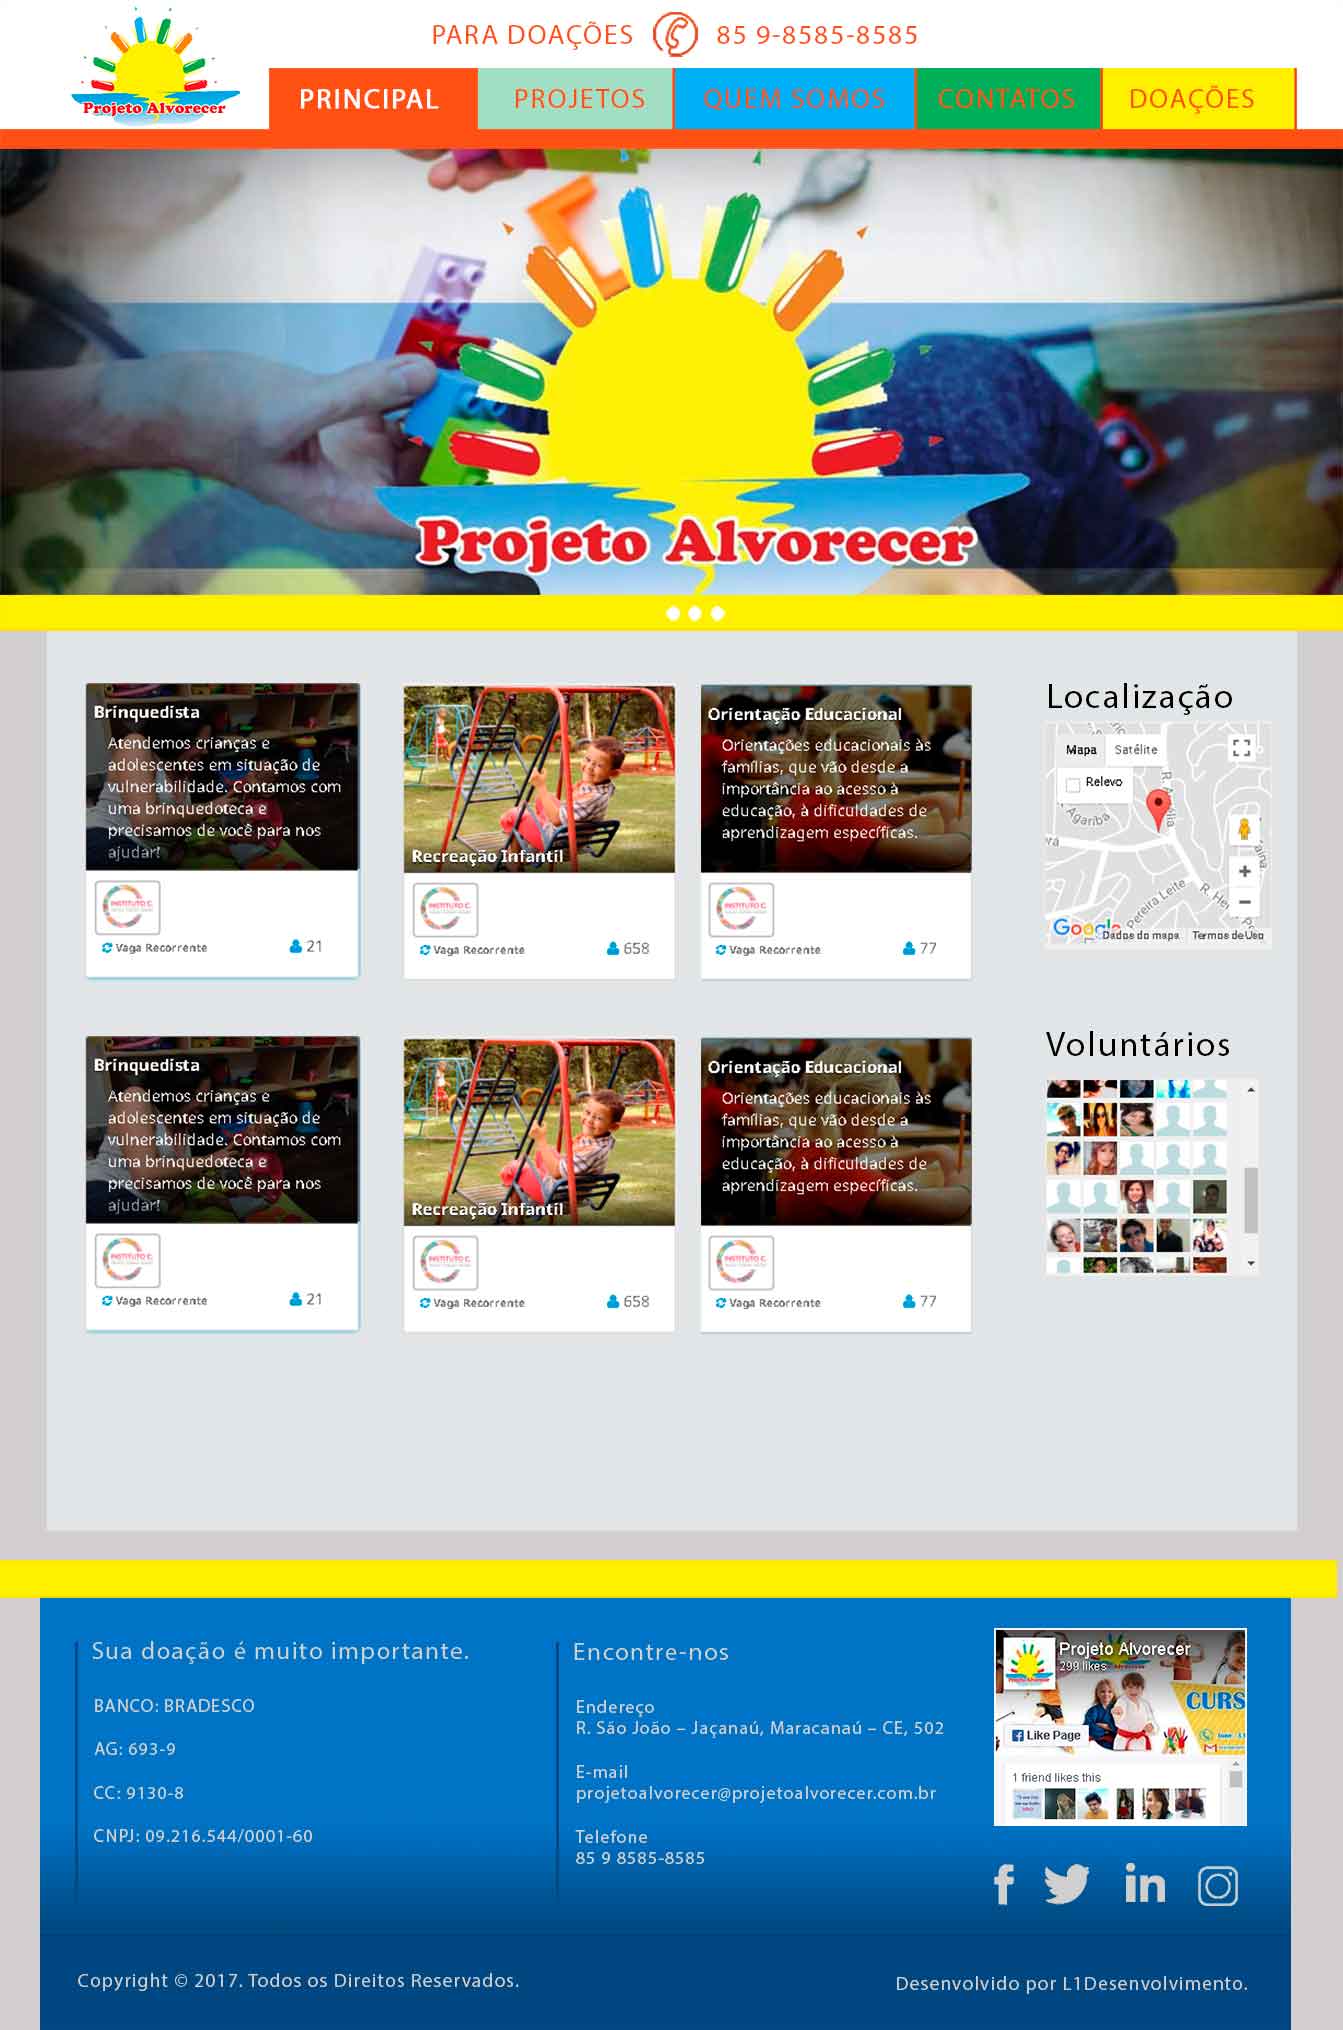 PARA DOAÇÕES 85 9-8585-8585
Projeto Alvorecer
PRINCIPAL PROJETOS QUEM SOMOS CONTATOS DOAÇÕES
Projeto Alvorecer
Brinquedista
Atendemos crianças e
adolescentes em situação de
vulnerabilidade. Contamos com
uma brinquedoteca e
precisamos de você para nos
ajudar!
INSTITUTO C.
Vaga Recorrente 21
Recreação Infantil
INSTITUTO C.
Vaga Recorrente 658
Orientação Educacional
Orientações educacionais às
famílias, que vão desde a
importância ao acesso à
educação, à dificuldades de
aprendizagem específicas.
INSTITUTO C.
Vaga Recorrente 77
Localização
Mapa Satélite
Relevo
Agariba
Pereira Leite
R. He
Google
Dados do mapa Termos de Uso
Brinquedista
Atendemos crianças e
adolescentes em situação de
vulnerabilidade. Contamos com
uma brinquedoteca e
precisamos de você para nos
ajudar!
INSTITUTO C.
Vaga Recorrente 21
Recreação Infantil
INSTITUTO C.
Vaga Recorrente 658
Orientação Educacional
Orientações educacionais às
famílias, que vão desde a
importância ao acesso à
educação, à dificuldades de
aprendizagem específicas.
INSTITUTO C.
Vaga Recorrente 77
Voluntários
Sua doação é muito importante.
BANCO: BRADESCO
AG: 693-9
CC: 9130-8
CNPJ: 09.216.544/0001-60
Encontre-nos
Endereço
R. São João – Jaçanaú, Maracanaú – CE, 502
E-mail
projetoalvorecer@projetoalvorecer.com.br
Telefone
85 9 8585-8585
Projeto Alvorecer
299 likes
Projeto Alvorecer
CURS
Like Page
1 friend likes this
Copyright © 2017. Todos os Direitos Reservados.
Desenvolvido por L1Desenvolvimento.